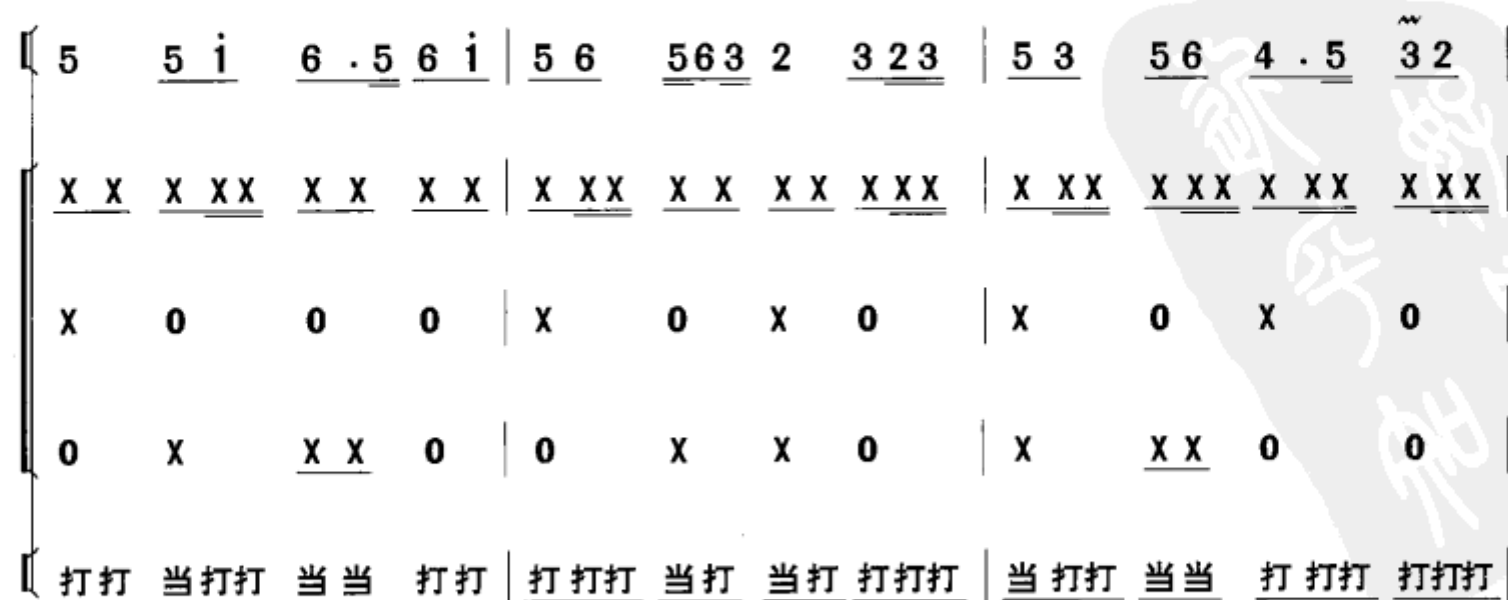 5 5 i 6 . 5 6 i | 5 6 5 6 3 2 3 2 3 | 5 3 5 6 4 . 5 3 2
X X X X X X X X X | X X X X X X X X X X | X X X X X X X X X X X X
X 0 0 0 | X 0 X 0 | X 0 X 0
0 X X X 0 | 0 X X 0 | X X X 0 0
打打 当打打 当当 打打 | 打打打 当打 当打 打打打 | 当打打 当当 打打打 打打打